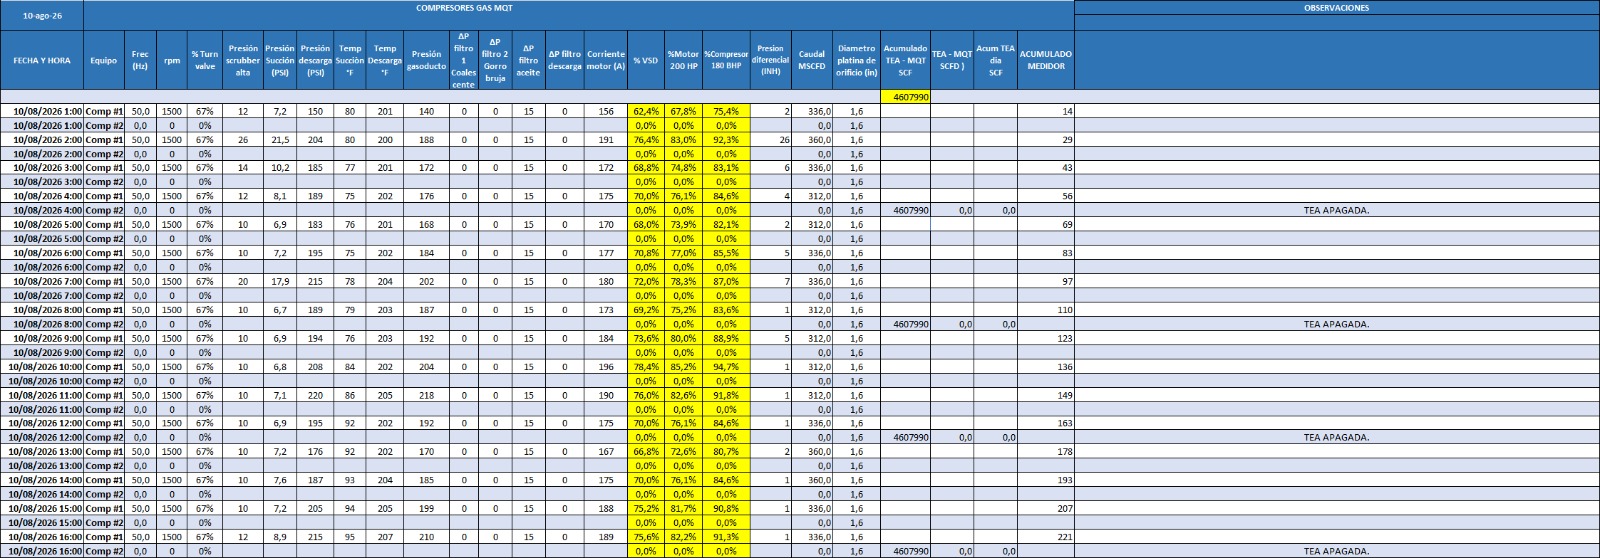 10-ago-26 COMPRESORES GAS MQT OBSERVACIONES
FECHA Y HORA Equipo Frec (Hz) rpm % Turn valve Presión scrubber alta Presión Succión (PSI) Presión descarga (PSI) Temp Succión °F Temp Descarga °F Presión gasoducto ΔP filtro 1 Coales cente ΔP filtro 2 Gorro bruja ΔP filtro aceite ΔP filtro descarga Corriente motor (A) % VSD %Motor 200 HP %Compresor 180 BHP Presion diferencial (INH) Caudal MSCFD Diametro platina de orificio (in) Acumulado TEA - MQT SCF TEA - MQT SCFD ) Acum TEA dia SCF ACUMULADO MEDIDOR
4607990
10/08/2026 1:00 Comp #1 50,0 1500 67% 12 7,2 150 80 201 140 0 0 15 0 156 62,4% 67,8% 75,4% 2 336,0 1,6 14
10/08/2026 1:00 Comp #2 0,0 0 0% 0,0% 0,0% 0,0% 0,0 1,6
10/08/2026 2:00 Comp #1 50,0 1500 67% 26 21,5 204 80 200 188 0 0 15 0 191 76,4% 83,0% 92,3% 26 360,0 1,6 29
10/08/2026 2:00 Comp #2 0,0 0 0% 0,0% 0,0% 0,0% 0,0 1,6
10/08/2026 3:00 Comp #1 50,0 1500 67% 14 10,2 185 77 201 172 0 0 15 0 172 68,8% 74,8% 83,1% 6 336,0 1,6 43
10/08/2026 3:00 Comp #2 0,0 0 0% 0,0% 0,0% 0,0% 0,0 1,6
10/08/2026 4:00 Comp #1 50,0 1500 67% 12 8,1 189 75 202 176 0 0 15 0 175 70,0% 76,1% 84,6% 4 312,0 1,6 56
10/08/2026 4:00 Comp #2 0,0 0 0% 0,0% 0,0% 0,0% 0,0 1,6 4607990 0,0 0,0 TEA APAGADA.
10/08/2026 5:00 Comp #1 50,0 1500 67% 10 6,9 183 76 201 168 0 0 15 0 170 68,0% 73,9% 82,1% 2 312,0 1,6 69
10/08/2026 5:00 Comp #2 0,0 0 0% 0,0% 0,0% 0,0% 0,0 1,6
10/08/2026 6:00 Comp #1 50,0 1500 67% 10 7,2 195 75 202 184 0 0 15 0 177 70,8% 77,0% 85,5% 5 336,0 1,6 83
10/08/2026 6:00 Comp #2 0,0 0 0% 0,0% 0,0% 0,0% 0,0 1,6
10/08/2026 7:00 Comp #1 50,0 1500 67% 20 17,9 215 78 204 202 0 0 15 0 180 72,0% 78,3% 87,0% 7 336,0 1,6 97
10/08/2026 7:00 Comp #2 0,0 0 0% 0,0% 0,0% 0,0% 0,0 1,6
10/08/2026 8:00 Comp #1 50,0 1500 67% 10 6,7 189 79 203 187 0 0 15 0 173 69,2% 75,2% 83,6% 1 312,0 1,6 110
10/08/2026 8:00 Comp #2 0,0 0 0% 0,0% 0,0% 0,0% 0,0 1,6 4607990 0,0 0,0 TEA APAGADA.
10/08/2026 9:00 Comp #1 50,0 1500 67% 10 6,9 194 76 203 192 0 0 15 0 184 73,6% 80,0% 88,9% 5 312,0 1,6 123
10/08/2026 9:00 Comp #2 0,0 0 0% 0,0% 0,0% 0,0% 0,0 1,6
10/08/2026 10:00 Comp #1 50,0 1500 67% 10 6,8 208 84 202 204 0 0 15 0 196 78,4% 85,2% 94,7% 1 312,0 1,6 136
10/08/2026 10:00 Comp #2 0,0 0 0% 0,0% 0,0% 0,0% 0,0 1,6
10/08/2026 11:00 Comp #1 50,0 1500 67% 10 7,1 220 86 205 218 0 0 15 0 190 76,0% 82,6% 91,8% 1 312,0 1,6 149
10/08/2026 11:00 Comp #2 0,0 0 0% 0,0% 0,0% 0,0% 0,0 1,6
10/08/2026 12:00 Comp #1 50,0 1500 67% 10 6,9 195 92 202 192 0 0 15 0 175 70,0% 76,1% 84,6% 1 336,0 1,6 163
10/08/2026 12:00 Comp #2 0,0 0 0% 0,0% 0,0% 0,0% 0,0 1,6 4607990 0,0 0,0 TEA APAGADA.
10/08/2026 13:00 Comp #1 50,0 1500 67% 10 7,2 176 92 202 170 0 0 15 0 167 66,8% 72,6% 80,7% 2 360,0 1,6 178
10/08/2026 13:00 Comp #2 0,0 0 0% 0,0% 0,0% 0,0% 0,0 1,6
10/08/2026 14:00 Comp #1 50,0 1500 67% 10 7,6 187 93 204 185 0 0 15 0 175 70,0% 76,1% 84,6% 1 360,0 1,6 193
10/08/2026 14:00 Comp #2 0,0 0 0% 0,0% 0,0% 0,0% 0,0 1,6
10/08/2026 15:00 Comp #1 50,0 1500 67% 10 7,2 205 94 205 199 0 0 15 0 188 75,2% 81,7% 90,8% 1 336,0 1,6 207
10/08/2026 15:00 Comp #2 0,0 0 0% 0,0% 0,0% 0,0% 0,0 1,6
10/08/2026 16:00 Comp #1 50,0 1500 67% 12 8,9 215 95 207 210 0 0 15 0 189 75,6% 82,2% 91,3% 1 336,0 1,6 221
10/08/2026 16:00 Comp #2 0,0 0 0% 0,0% 0,0% 0,0% 0,0 1,6 4607990 0,0 0,0 TEA APAGADA.